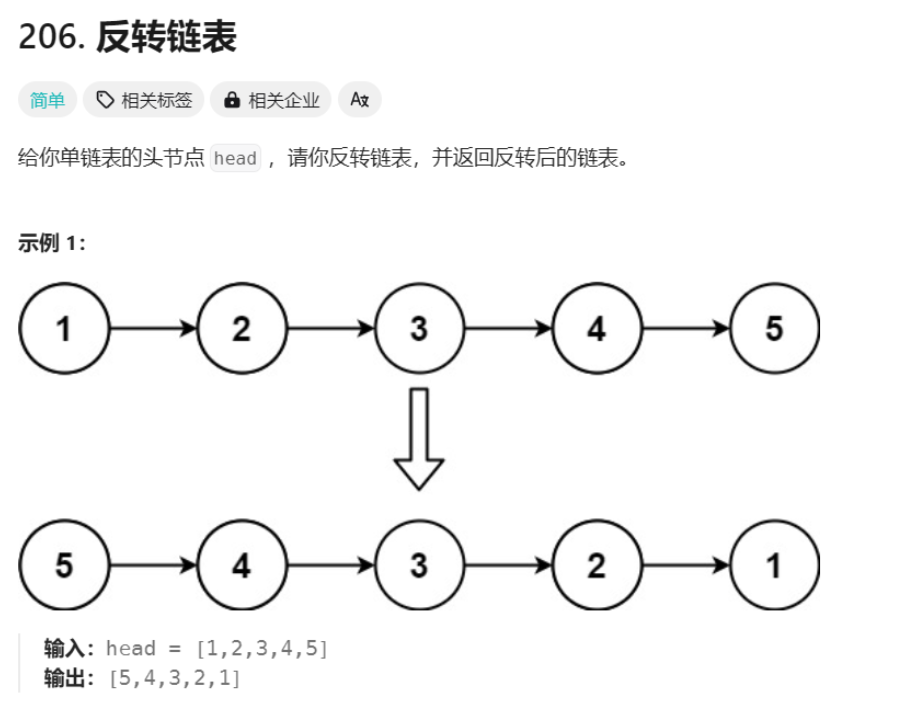 206. 反转链表
简单 相关标签 相关企业 A文
给你单链表的头节点 head ，请你反转链表，并返回反转后的链表。
示例 1：
1 2 3 4 5
5 4 3 2 1
输入：head = [1,2,3,4,5]
输出：[5,4,3,2,1]